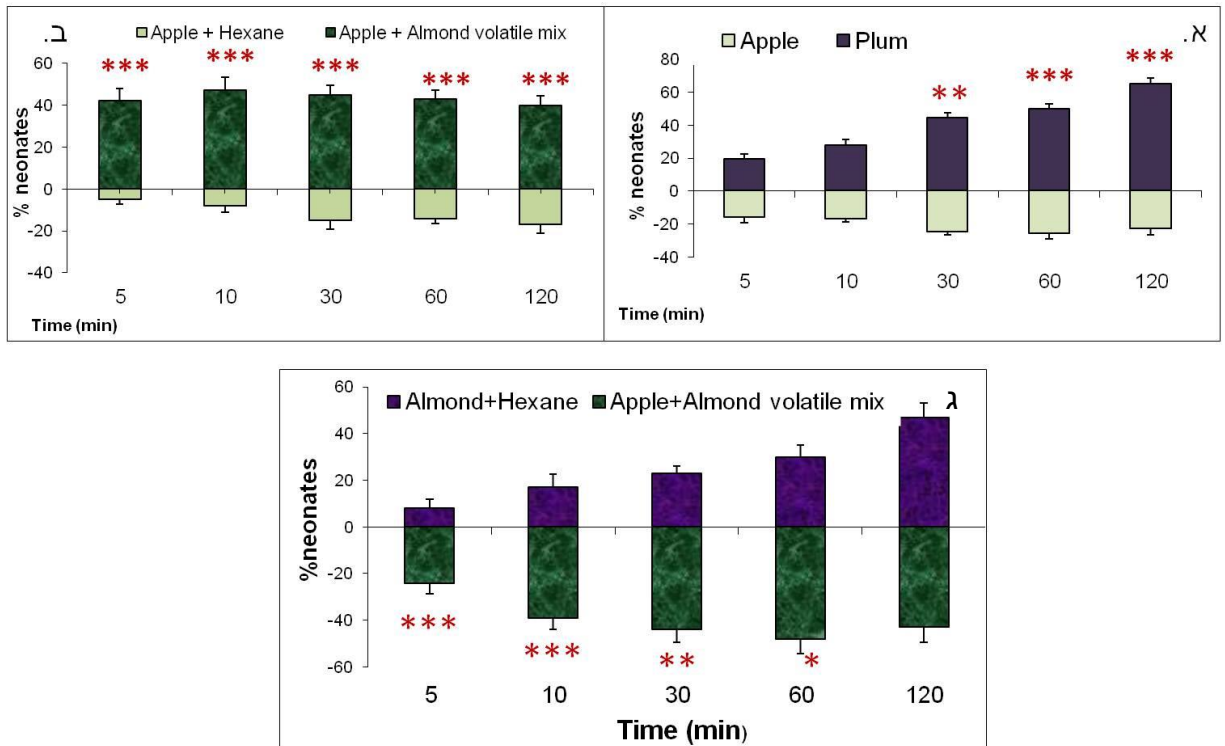 ב.
Apple + Hexane Apple + Almond volatile mix
60
40
20
0
-20
-40
% neonates
*** *** *** *** ***
5 10 30 60 120
Time (min)
א.
Apple Plum
80
60
40
20
0
-20
-40
% neonates
** *** ***
5 10 30 60 120
Time (min)
ג
Almond+Hexane Apple+Almond volatile mix
60
40
20
0
-20
-40
-60
%neonates
*** *** ** *
5 10 30 60 120
Time (min)